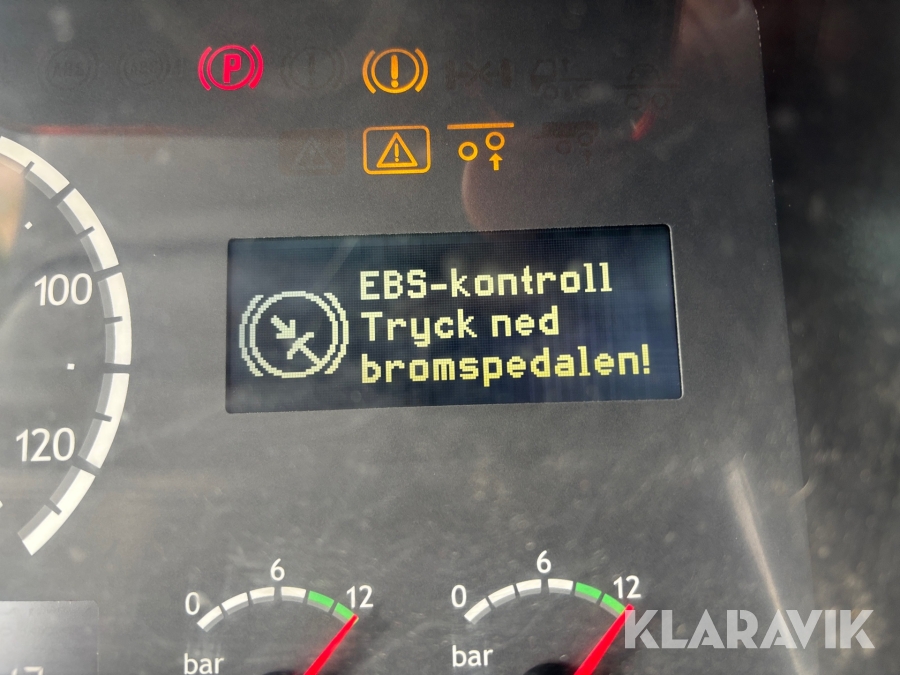 P
EBS-kontroll
Tryck ned
bromspedalen!
100
120
0 6 12
bar
0 6 12
bar
KLARAVIK